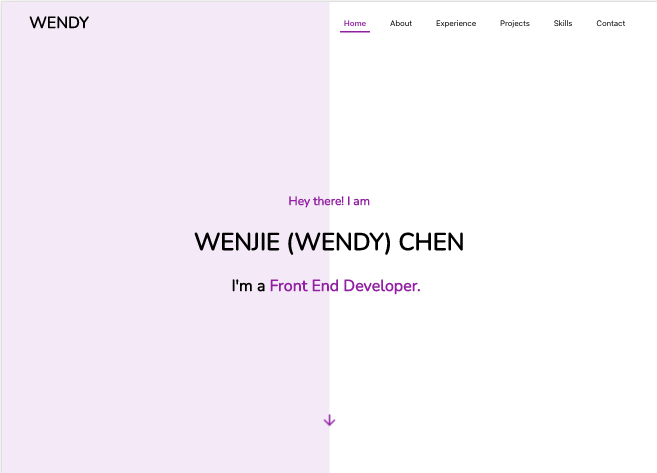 WENDY
Home About Experience Projects Skills Contact
Hey there! I am
WENJIE (WENDY) CHEN
I'm a Front End Developer.